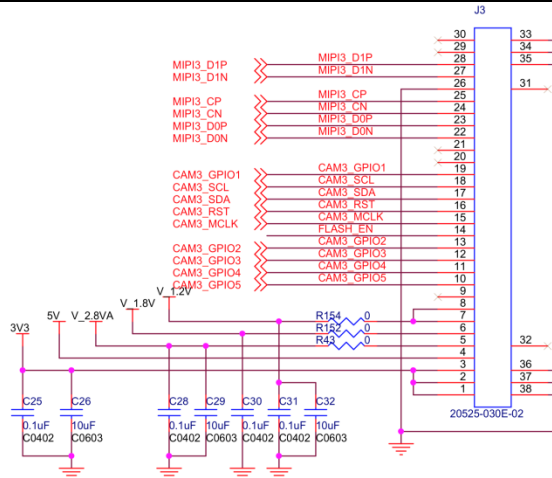 J3
30 33
29 34
MIPI3_D1P MIPI3_D1P 28 35
MIPI3_D1N MIPI3_D1N 27
26 31
MIPI3_CP MIPI3_CP 25
MIPI3_CN MIPI3_CN 24
MIPI3_D0P MIPI3_D0P 23
MIPI3_D0N MIPI3_D0N 22
21
20
CAM3_GPIO1 CAM3_GPIO1 19
CAM3_SCL CAM3_SCL 18
CAM3_SDA CAM3_SDA 17
CAM3_RST CAM3_RST 16
CAM3_MCLK CAM3_MCLK 15
FLASH_EN 14
CAM3_GPIO2 CAM3_GPIO2 13
CAM3_GPIO3 CAM3_GPIO3 12
CAM3_GPIO4 CAM3_GPIO4 11
CAM3_GPIO5 CAM3_GPIO5 10
V_1.2V 9
V_1.8V 8
5V V_2.8VA R154 0 7
3V3 R152 0 6
R43 0 5 32
4
3 36
2 37
1 38
C25 C26 C28 C29 C30 C31 C32
20525-030E-02
0.1uF 10uF 0.1uF 10uF 0.1uF 0.1uF 10uF
C0402 C0603 C0402 C0603 C0402 C0402 C0603